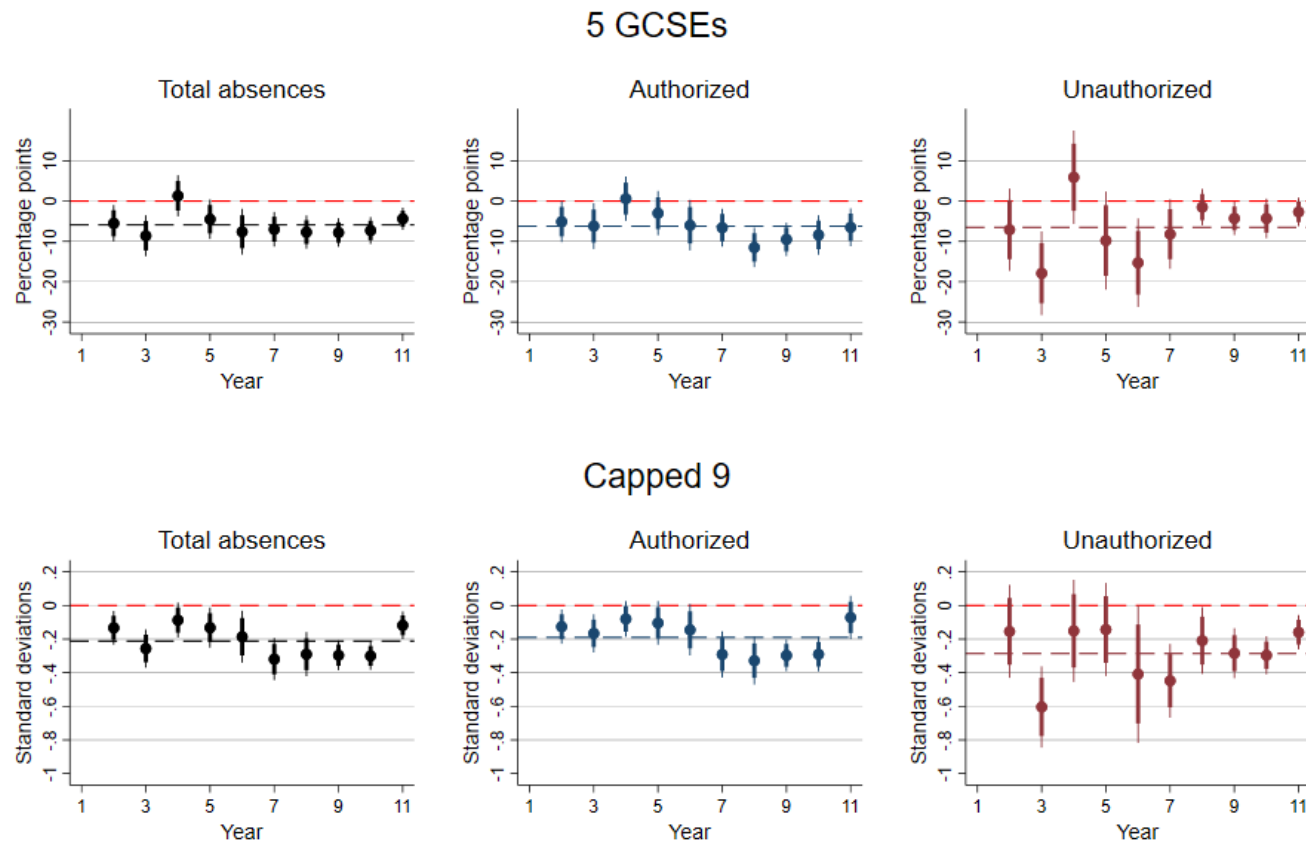 5 GCSEs
Total absences
Authorized
Unauthorized
Percentage points
10
0
-10
-20
-30
1 3 5 7 9 11
Year
Percentage points
10
0
-10
-20
-30
1 3 5 7 9 11
Year
Percentage points
10
0
-10
-20
-30
1 3 5 7 9 11
Year
Capped 9
Total absences
Authorized
Unauthorized
Standard deviations
.2
0
-.2
-.4
-.6
-.8
-1
1 3 5 7 9 11
Year
Standard deviations
.2
0
-.2
-.4
-.6
-.8
-1
1 3 5 7 9 11
Year
Standard deviations
.2
0
-.2
-.4
-.6
-.8
-1
1 3 5 7 9 11
Year